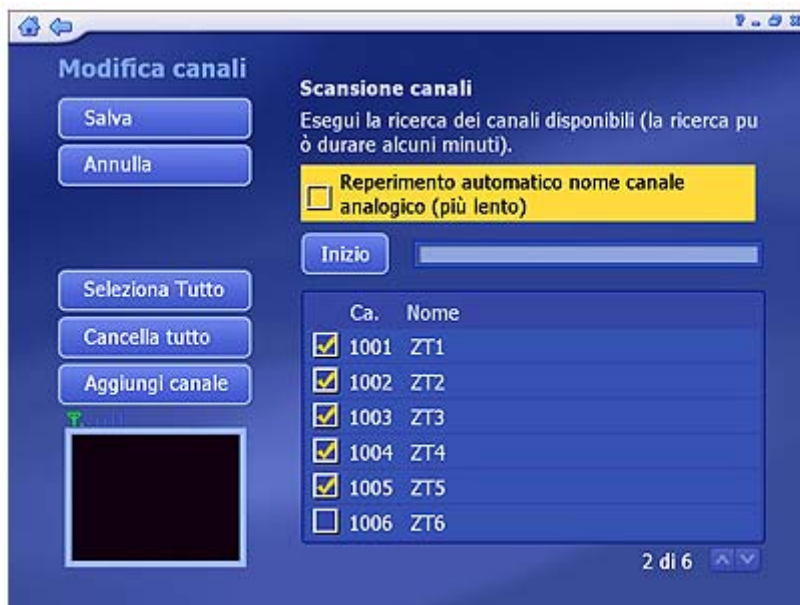 Modifica canali
Salva
Annulla
Seleziona Tutto
Cancella tutto
Aggiungi canale
Scansione canali
Esegui la ricerca dei canali disponibili (la ricerca pu
ò durare alcuni minuti).
Reperimento automatico nome canale
analogico (più lento)
Inizio
Ca. Nome
1001 ZT1
1002 ZT2
1003 ZT3
1004 ZT4
1005 ZT5
1006 ZT6
2 di 6